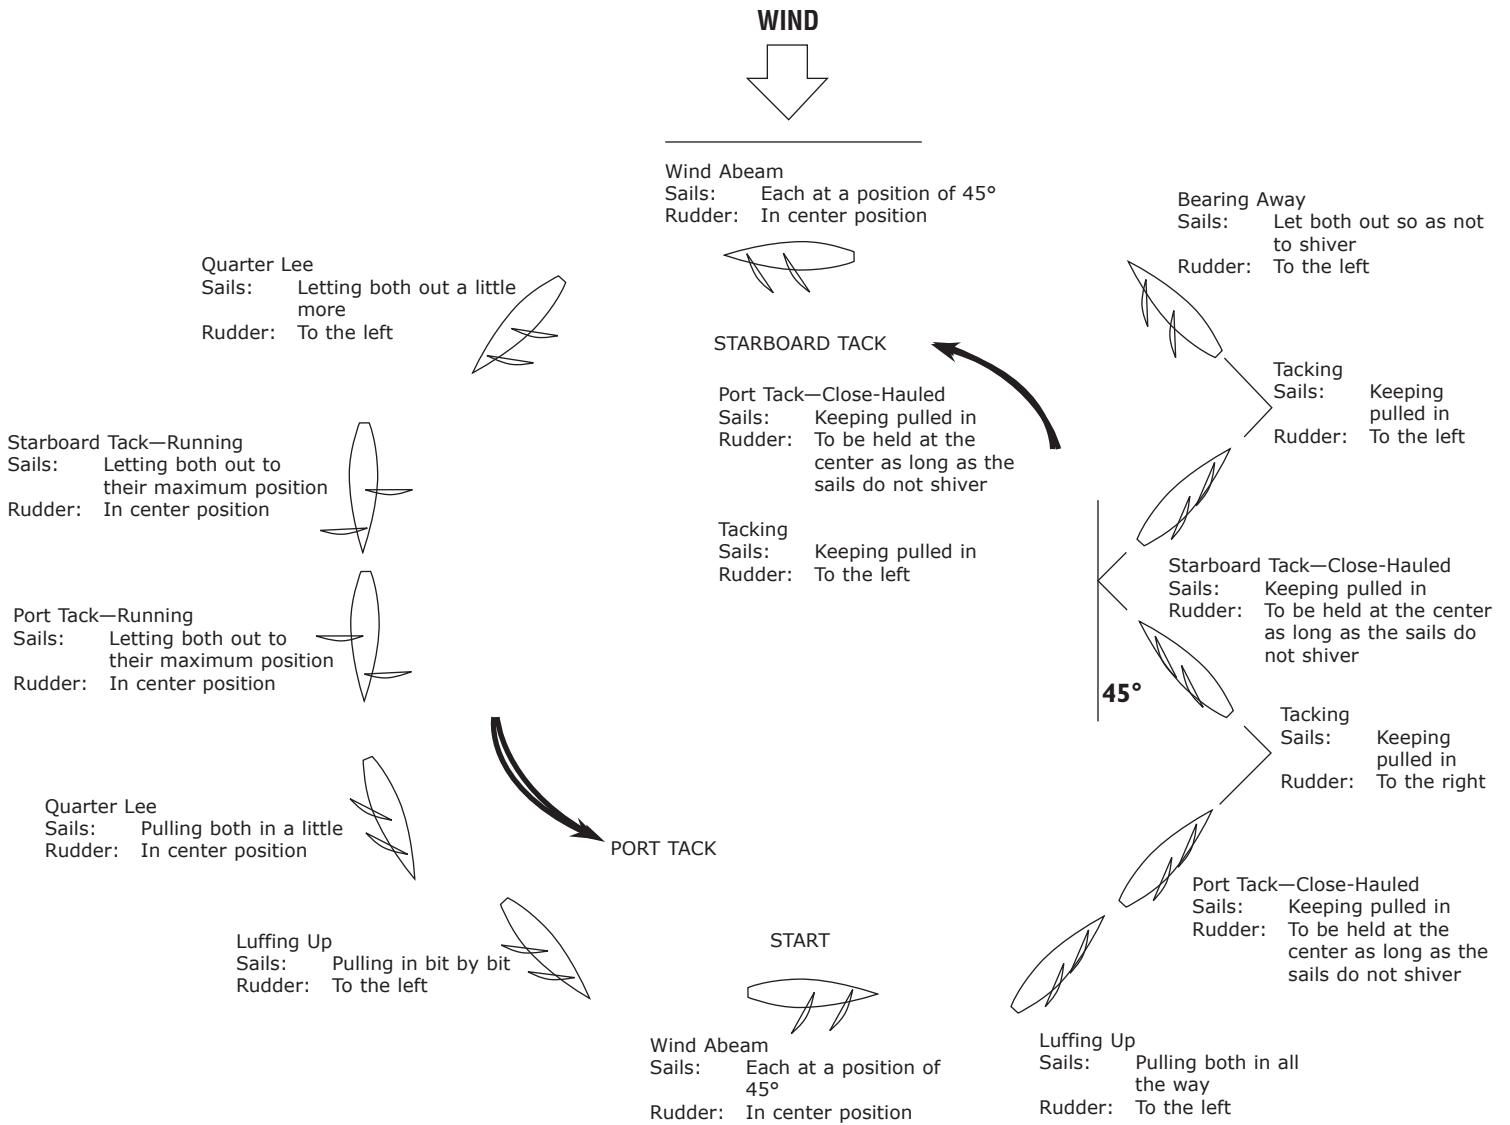 WIND
Wind Abeam
Sails: Each at a position of 45°
Rudder: In center position
Bearing Away
Sails: Let both out so as not
to shiver
Rudder: To the left
Quarter Lee
Sails: Letting both out a little
more
Rudder: To the left
STARBOARD TACK
Tacking
Sails: Keeping
pulled in
Rudder: To the left
Port Tack—Close-Hauled
Sails: Keeping pulled in
Rudder: To be held at the
center as long as the
sails do not shiver
Starboard Tack—Running
Sails: Letting both out to
their maximum position
Rudder: In center position
Tacking
Sails: Keeping pulled in
Rudder: To the left
Starboard Tack—Close-Hauled
Sails: Keeping pulled in
Rudder: To be held at the center
as long as the sails do
not shiver
Port Tack—Running
Sails: Letting both out to
their maximum position
Rudder: In center position
45°
Tacking
Sails: Keeping
pulled in
Rudder: To the right
Quarter Lee
Sails: Pulling both in a little
Rudder: In center position
PORT TACK
Port Tack—Close-Hauled
Sails: Keeping pulled in
Rudder: To be held at the
center as long as the
sails do not shiver
Luffing Up
Sails: Pulling in bit by bit
Rudder: To the left
START
Wind Abeam
Sails: Each at a position of
45°
Rudder: In center position
Luffing Up
Sails: Pulling both in all
the way
Rudder: To the left